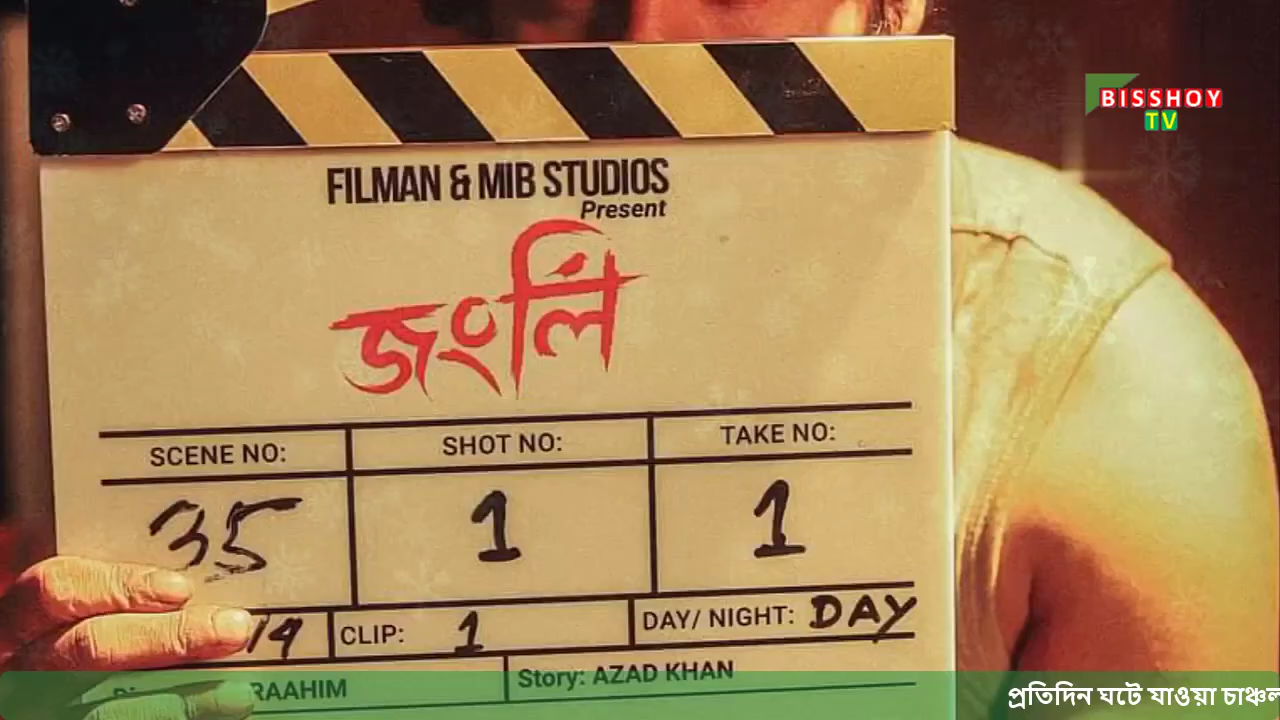 BISSHOY
TV
FILMAN & MIB STUDIOS
Present
জংলি
SCENE NO: SHOT NO: TAKE NO:
35 1 1
CLIP: 1 DAY/ NIGHT: DAY
RAAHIM Story: AZAD KHAN
প্রতিদিন ঘটে যাওয়া